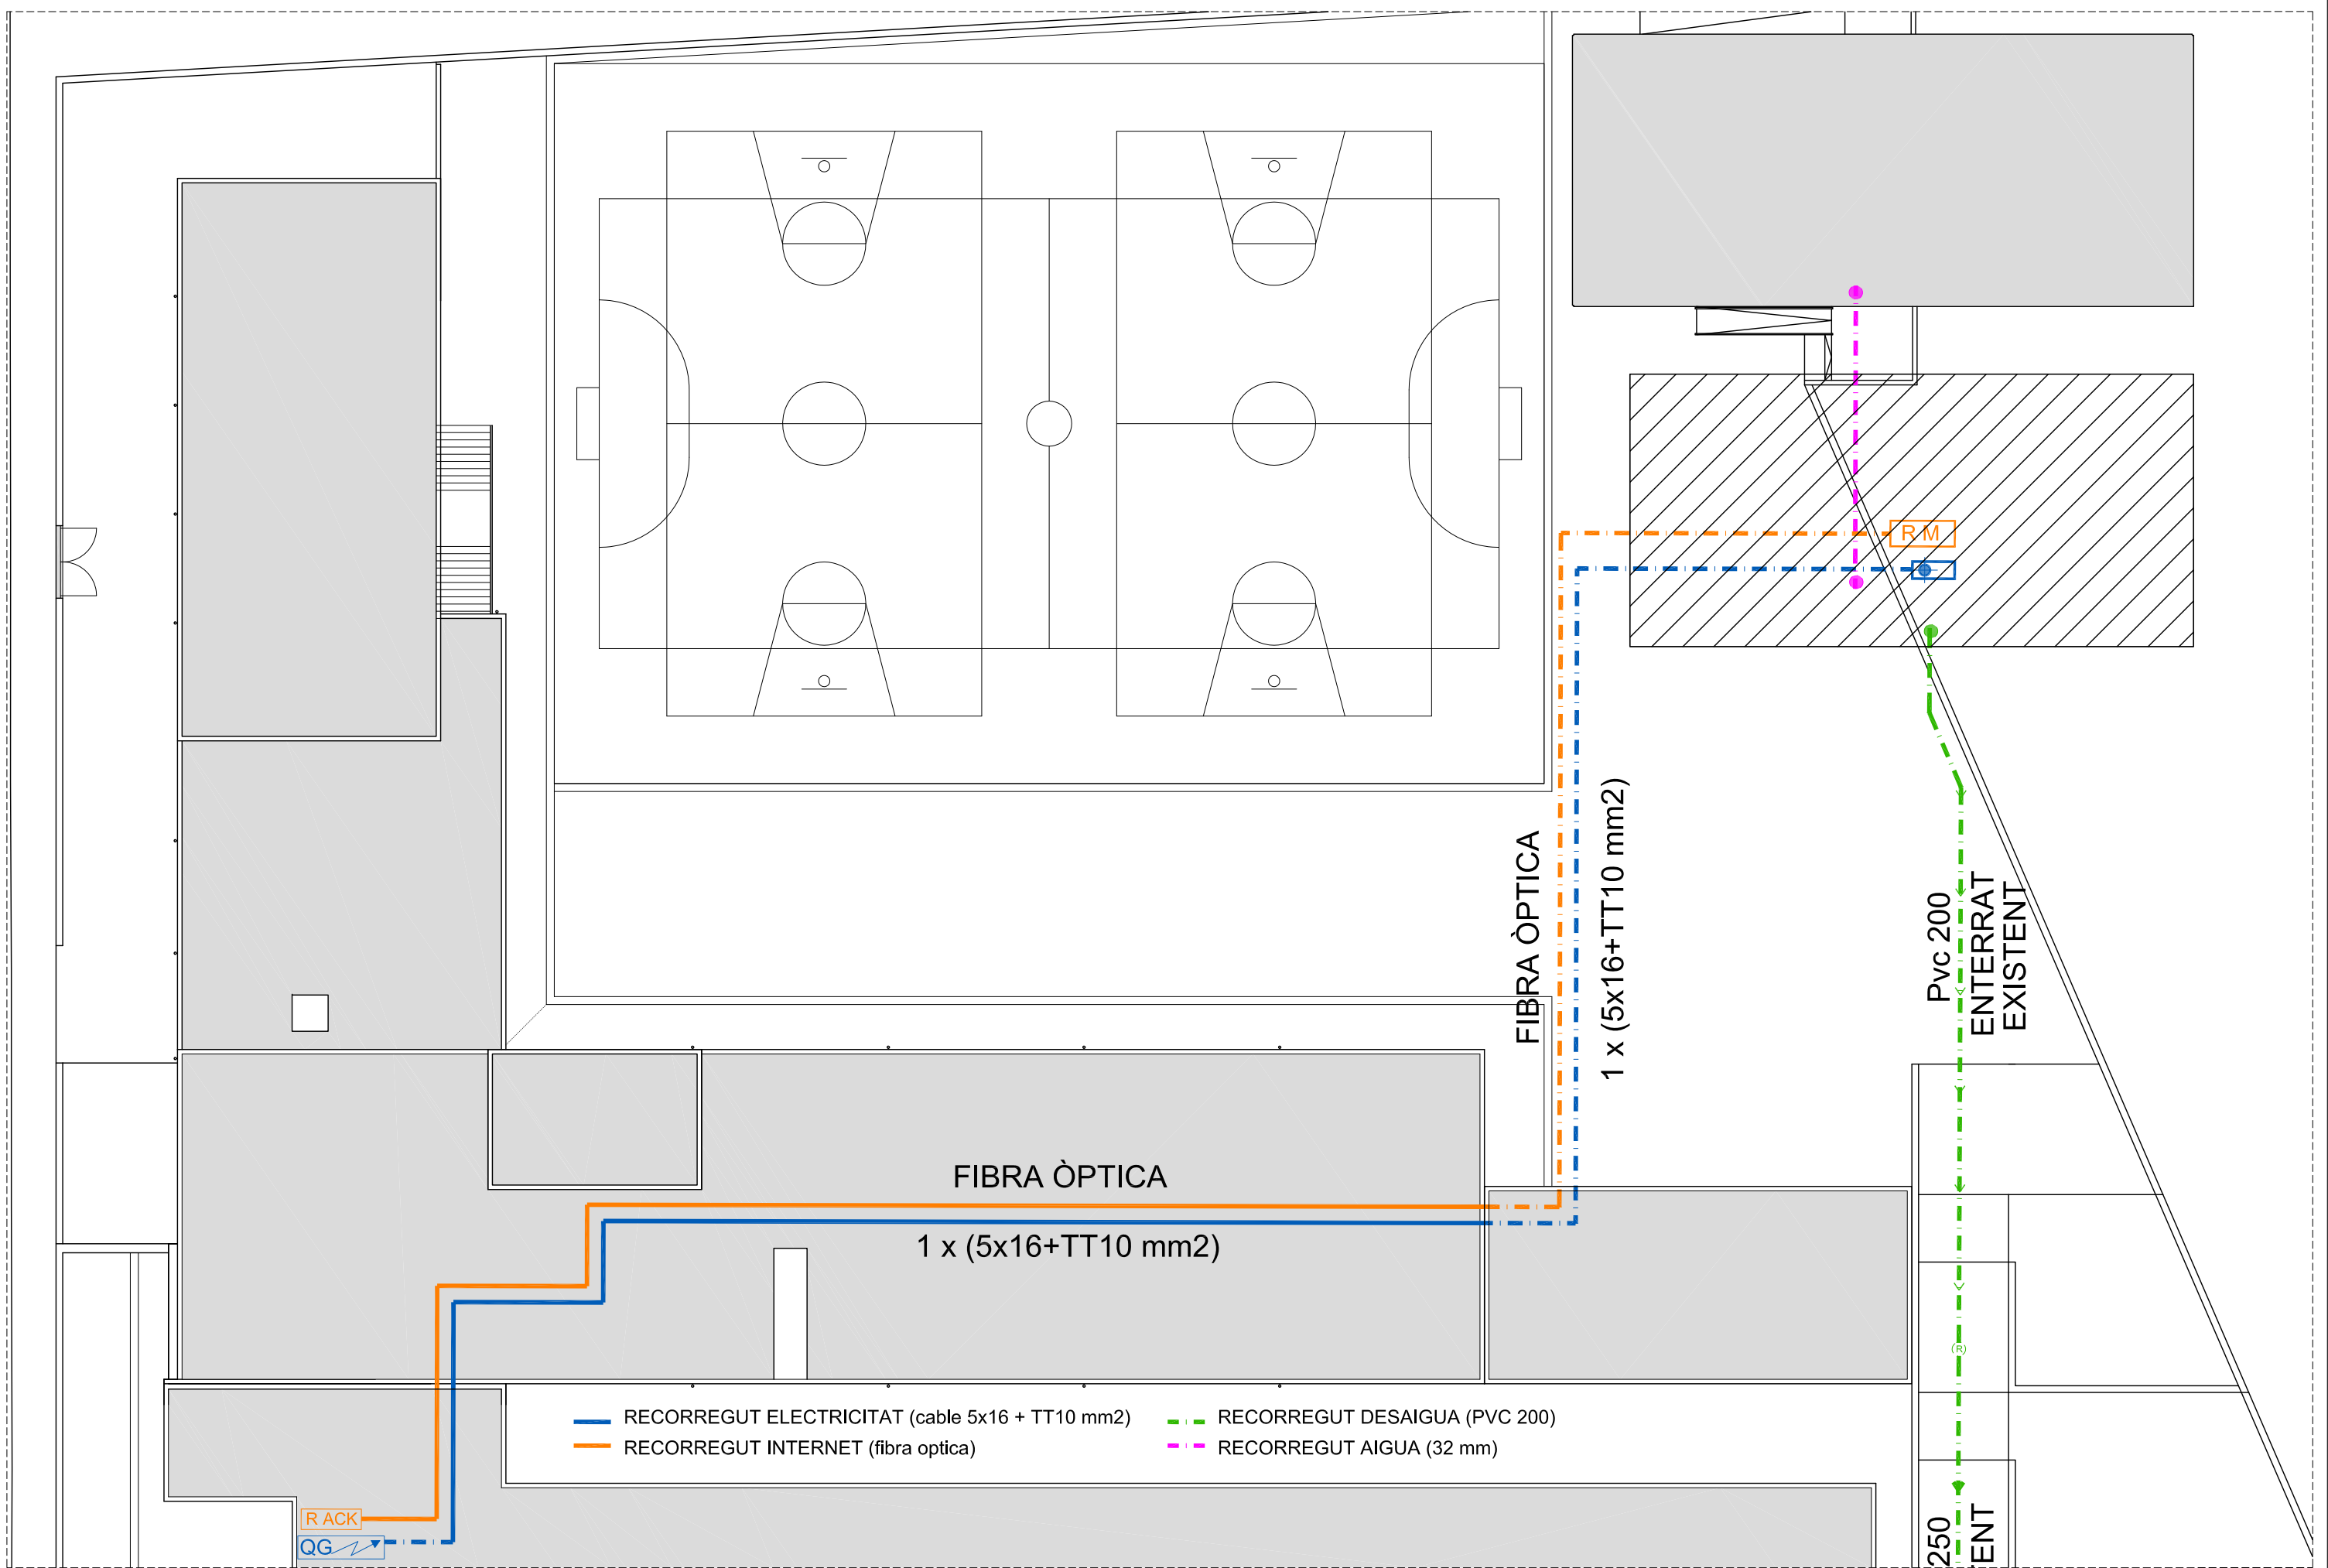 R M
FIBRA ÒPTICA
1 x (5x16+TT10 mm2)
Pvc 200
ENTERRAT
EXISTENT
FIBRA ÒPTICA
1 x (5x16+TT10 mm2)
(R)
RECORREGUT ELECTRICITAT (cable 5x16 + TT10 mm2)
RECORREGUT INTERNET (fibra optica)
RECORREGUT DESAIGUA (PVC 200)
RECORREGUT AIGUA (32 mm)
R ACK
QG
250
TENT